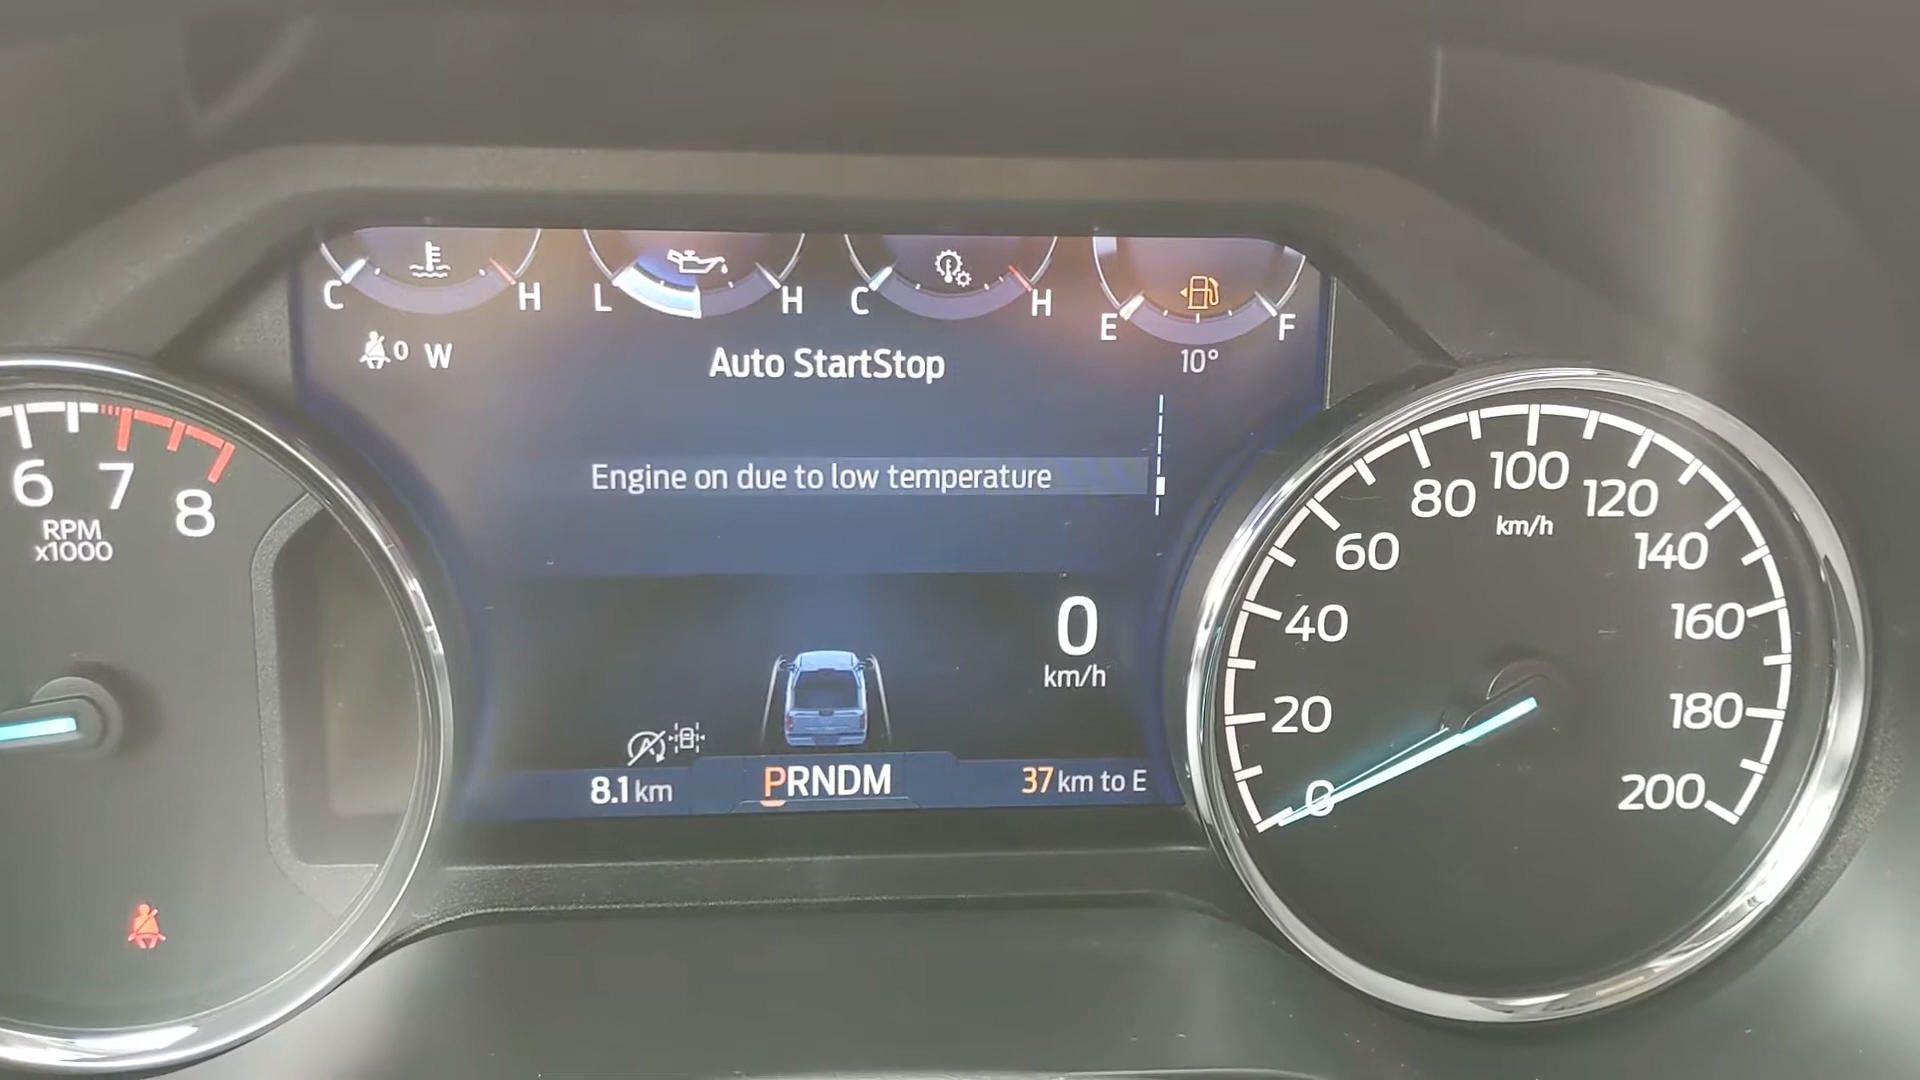 C H
L H
C H
E F
0 W
Auto StartStop
10°
Engine on due to low temperature
6 7 8
RPM
x1000
0
km/h
8.1 km
PRNDM
37 km to E
0 20 40 60 80 100 120 140 160 180 200
km/h